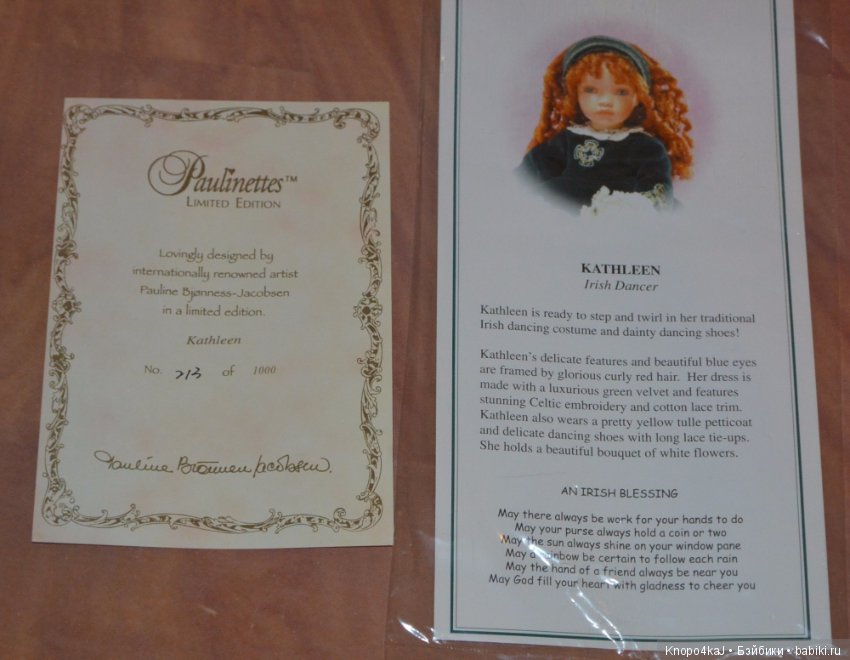 Paulinettes™
LIMITED EDITION
Lovingly designed by
internationally renowned artist
Pauline Bjønness-Jacobsen
in a limited edition.
Kathleen
No. 713 of 1000
Pauline Bjønness-Jacobsen.
KATHLEEN
Irish Dancer
Kathleen is ready to step and twirl in her traditional
Irish dancing costume and dainty dancing shoes!
Kathleen's delicate features and beautiful blue eyes
are framed by glorious curly red hair. Her dress is
made with a luxurious green velvet and features
stunning Celtic embroidery and cotton lace trim.
Kathleen also wears a pretty yellow tulle petticoat
and delicate dancing shoes with long lace tie-ups.
She holds a beautiful bouquet of white flowers.
AN IRISH BLESSING
May there always be work for your hands to do
May your purse always hold a coin or two
May the sun always shine on your window pane
May a rainbow be certain to follow each rain
May the hand of a friend always be near you
May God fill your heart with gladness to cheer you
Knopo4kaJ • Бэйбики • babiki.ru